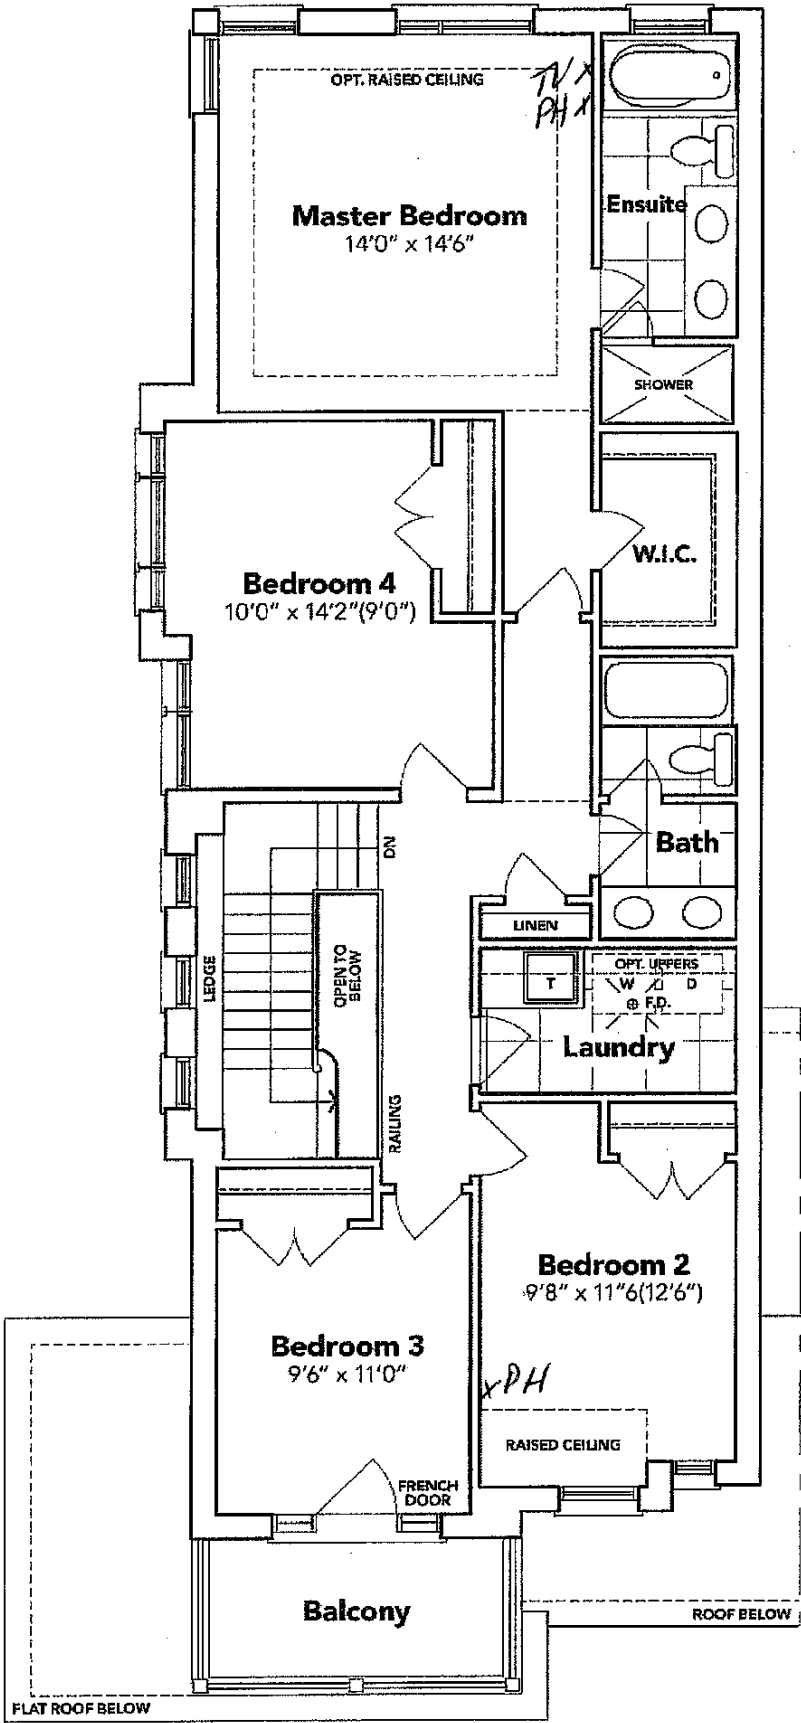 OPT. RAISED CEILING
TV x
PH x
Master Bedroom
14'0" x 14'6"
Ensuite
SHOWER
W.I.C.
Bedroom 4
10'0" x 14'2"(9'0")
Bath
DN
LINEN
LEDGE
OPEN TO
BELOW
OPT. UPPERS
T
W
D
F.D.
Laundry
RAILING
Bedroom 2
9'8" x 11"6(12'6")
Bedroom 3
9'6" x 11'0"
x PH
RAISED CEILING
FRENCH
DOOR
Balcony
ROOF BELOW
FLAT ROOF BELOW